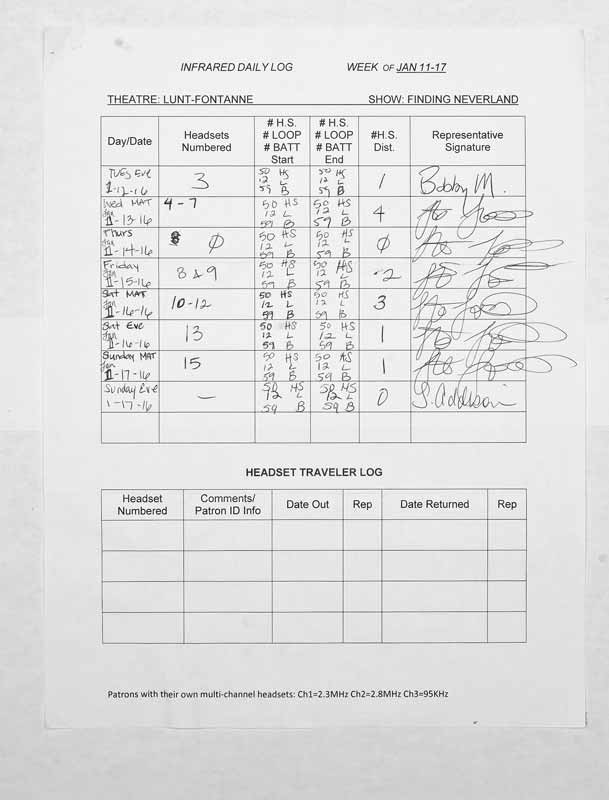 INFRARED DAILY LOG WEEK OF JAN 11-17
THEATRE: LUNT-FONTANNE SHOW: FINDING NEVERLAND
Day/Date Headsets Numbered # H.S. # LOOP # BATT Start # H.S. # LOOP # BATT End #H.S. Dist. Representative Signature
Tues Eve 1-12-16 3 50 HS 12 L 59 B 50 HS 12 L 59 B 1 Bobby M.
Wed MAT Jan 1-13-16 4-7 50 HS 12 L 59 B 50 HS 12 L 59 B 4
Thurs Jan 1-14-16 Ø 50 HS 12 L 59 B 50 HS 12 L 59 B Ø
Friday Jan 1-15-16 8 & 9 50 HS 12 L 59 B 50 HS 12 L 59 B 2
Sat MAT Jan 1-16-16 10-12 50 HS 12 L 59 B 50 HS 12 L 59 B 3
Sat Eve Jan 1-16-16 13 50 HS 12 L 59 B 50 HS 12 L 59 B 1
Sunday MAT Jan 1-17-16 15 50 HS 12 L 59 B 50 HS 12 L 59 B 1
Sunday Eve 1-17-16 – 50 HS 12 L 59 B 50 HS 12 L 59 B 0 S. Addison
HEADSET TRAVELER LOG
Headset Numbered Comments/ Patron ID Info Date Out Rep Date Returned Rep
Patrons with their own multi-channel headsets: Ch1=2.3MHz Ch2=2.8MHz Ch3=95KHz